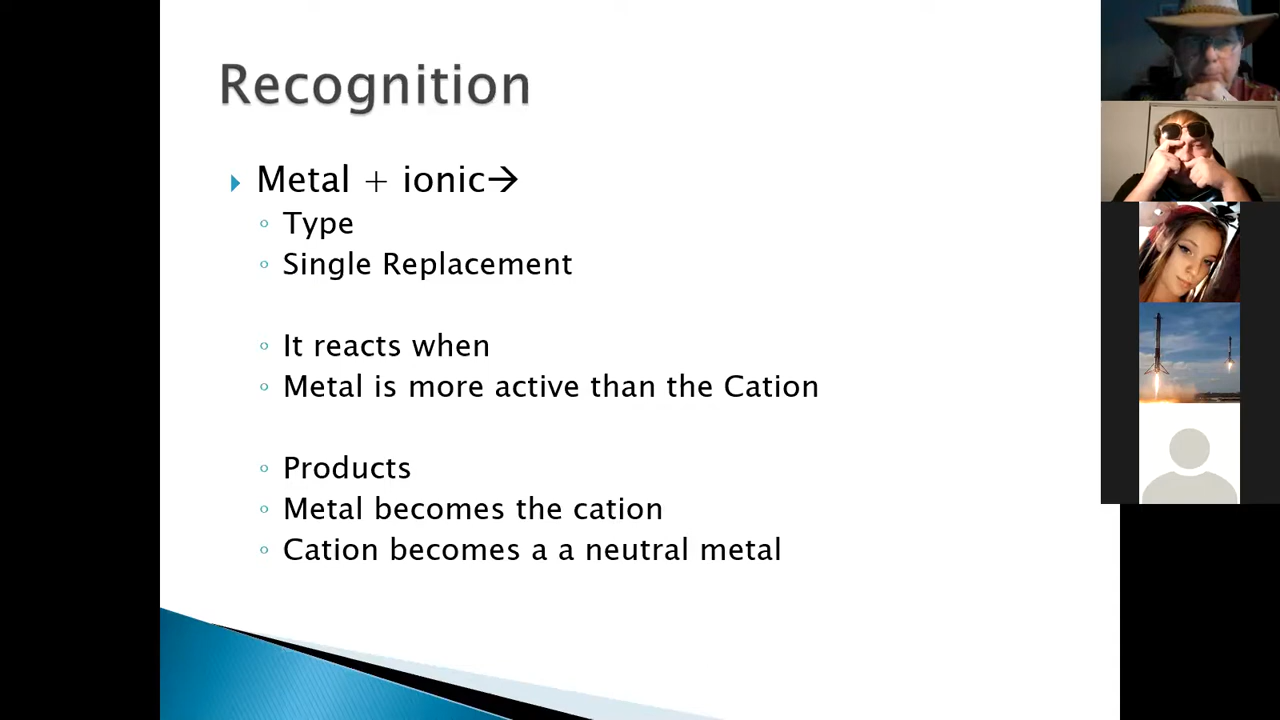 Recognition
Metal + ionic→
Type
Single Replacement
It reacts when
Metal is more active than the Cation
Products
Metal becomes the cation
Cation becomes a a neutral metal